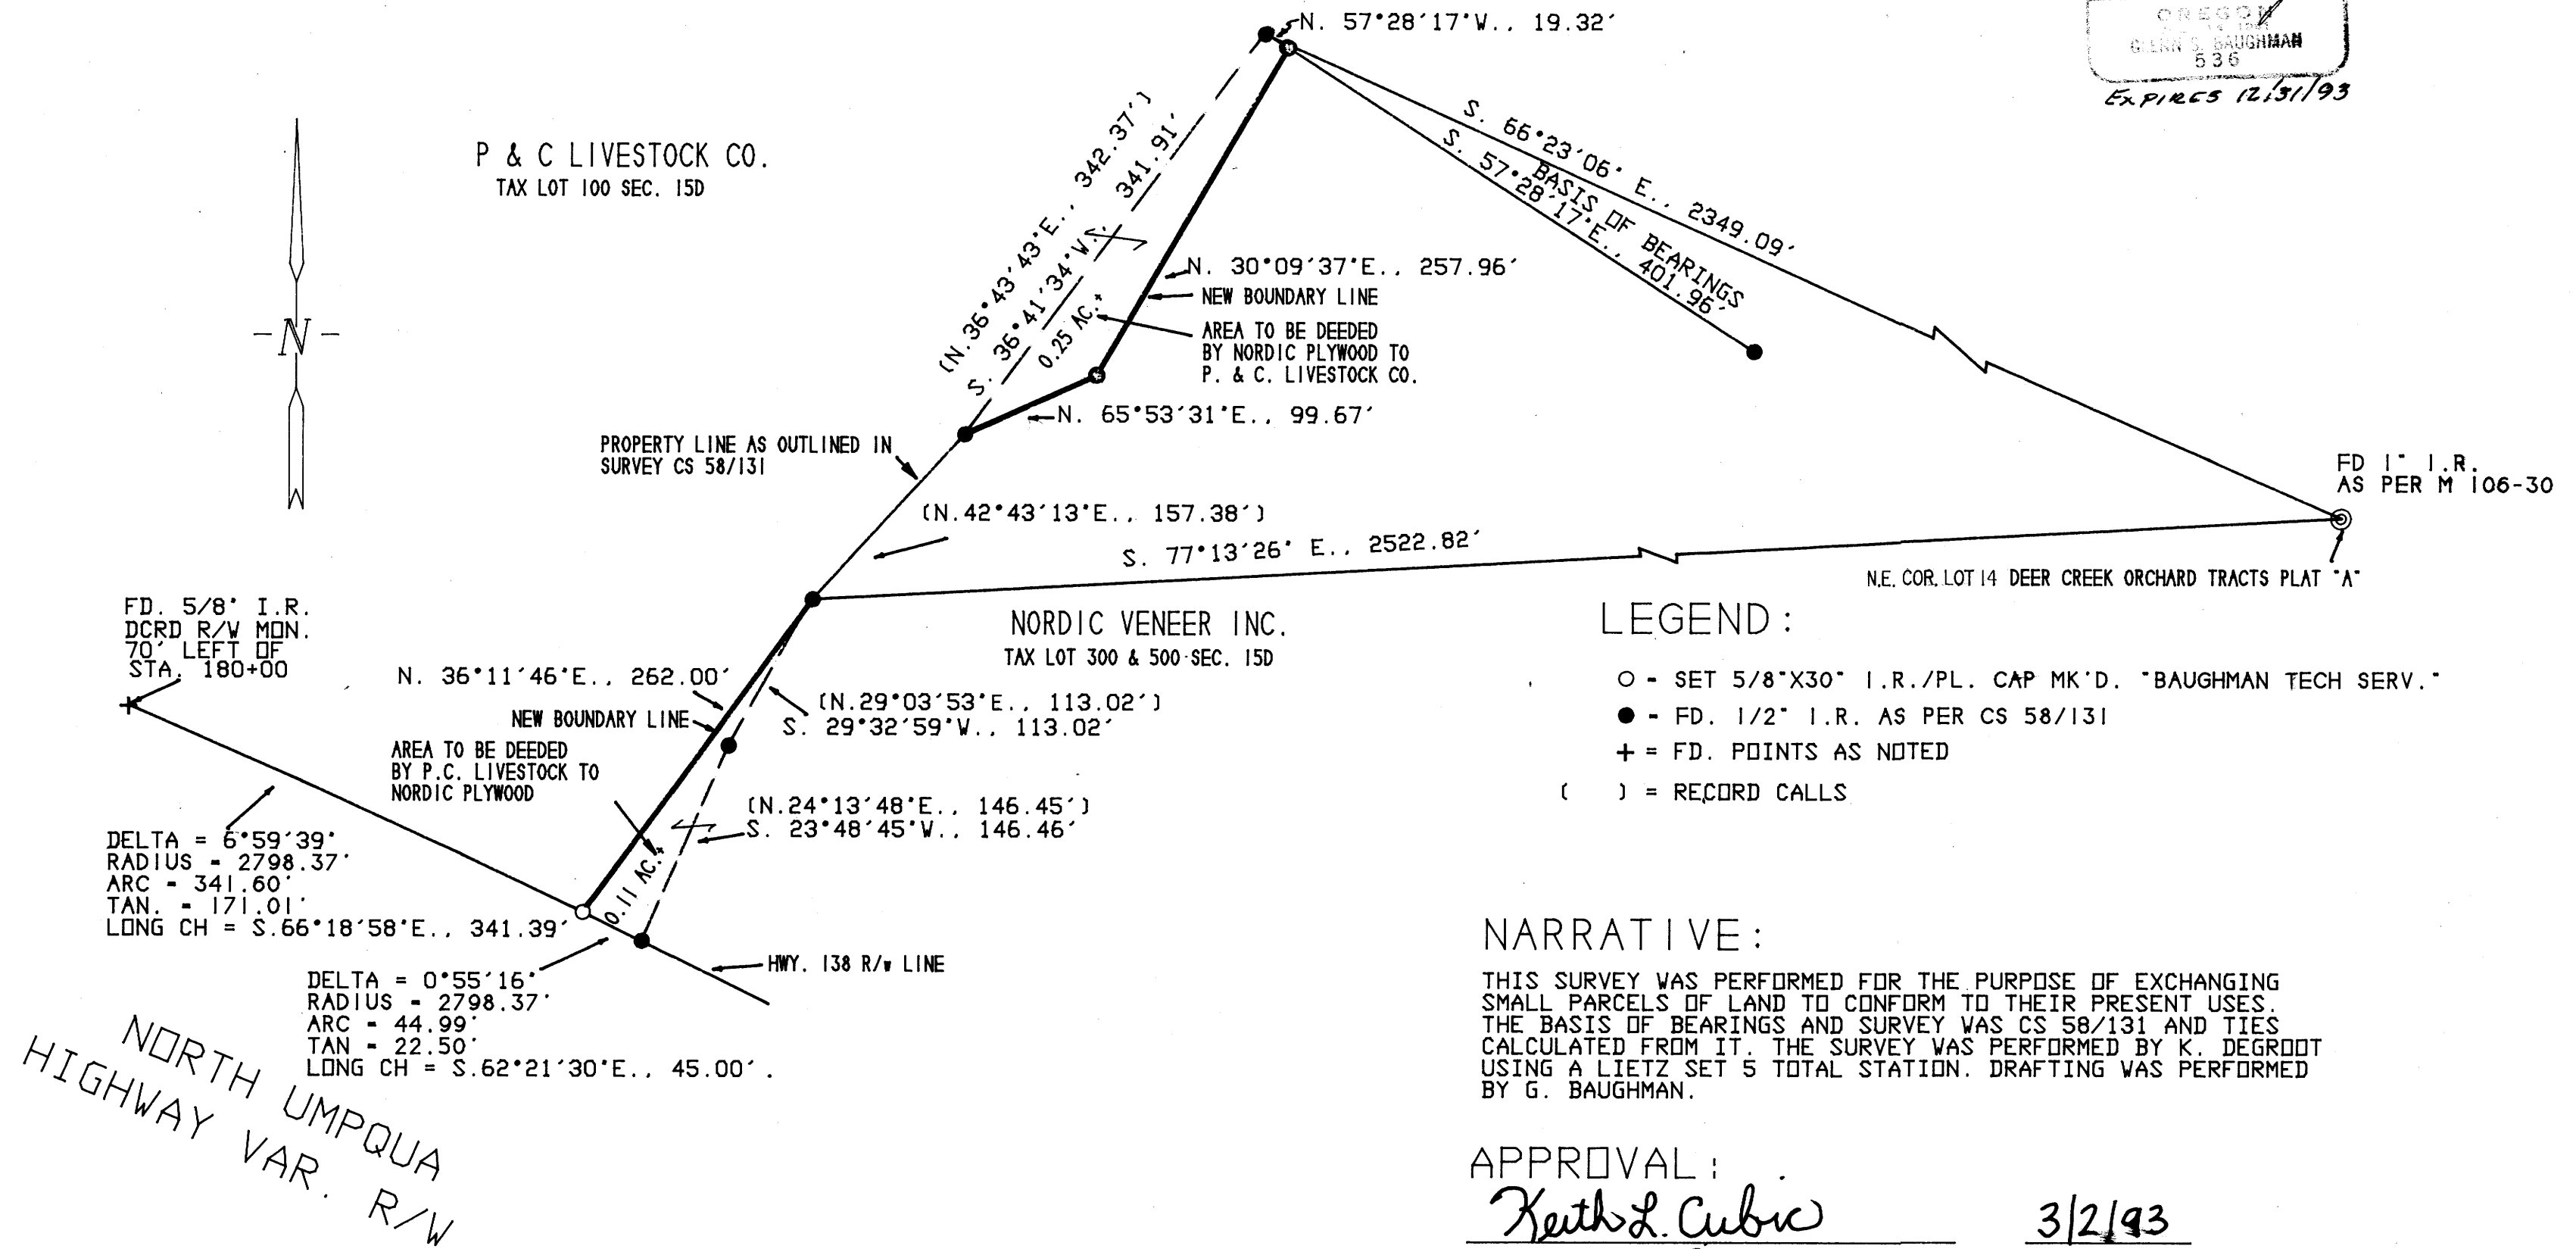 N. 57°28'17"W., 19.32'
OREGON
GLENN S. BAUGHMAN
536
EXPIRES 12/31/93
P & C LIVESTOCK CO.
TAX LOT 100 SEC. 15D
(N.36°43'43"E., 342.37')
S. 36°41'34"W., 341.91'
0.25 AC.±
S. 66°23'06" E., 2349.09'
BASIS OF BEARINGS
S. 57°28'17"E., 401.96'
N. 30°09'37"E., 257.96'
NEW BOUNDARY LINE
AREA TO BE DEEDED
BY NORDIC PLYWOOD TO
P. & C. LIVESTOCK CO.
-N-
N. 65°53'31"E., 99.67'
PROPERTY LINE AS OUTLINED IN
SURVEY CS 58/131
FD 1" I.R.
AS PER M 106-30
(N.42°43'13"E., 157.38')
S. 77°13'26" E., 2522.82'
N.E. COR. LOT 14 DEER CREEK ORCHARD TRACTS PLAT "A"
FD. 5/8" I.R.
DCRD R/W MON.
70' LEFT OF
STA. 180+00
NORDIC VENEER INC.
TAX LOT 300 & 500 SEC. 15D
N. 36°11'46"E., 262.00'
NEW BOUNDARY LINE
(N.29°03'53"E., 113.02')
S. 29°32'59"W., 113.02'
AREA TO BE DEEDED
BY P.C. LIVESTOCK TO
NORDIC PLYWOOD
(N.24°13'48"E., 146.45')
S. 23°48'45"W., 146.46'
0.11 AC.±
DELTA = 6°59'39"
RADIUS = 2798.37'
ARC = 341.60'
TAN. = 171.01'
LONG CH = S.66°18'58"E., 341.39'
HWY. 138 R/W LINE
DELTA = 0°55'16"
RADIUS = 2798.37'
ARC = 44.99'
TAN = 22.50'
LONG CH = S.62°21'30"E., 45.00'.
NORTH UMPQUA
HIGHWAY VAR. R/W
LEGEND:
○ - SET 5/8"X30" I.R./PL. CAP MK'D. "BAUGHMAN TECH SERV."
● - FD. 1/2" I.R. AS PER CS 58/131
+ = FD. POINTS AS NOTED
( ) = RECORD CALLS
NARRATIVE:
THIS SURVEY WAS PERFORMED FOR THE PURPOSE OF EXCHANGING
SMALL PARCELS OF LAND TO CONFORM TO THEIR PRESENT USES.
THE BASIS OF BEARINGS AND SURVEY WAS CS 58/131 AND TIES
CALCULATED FROM IT. THE SURVEY WAS PERFORMED BY K. DEGROOT
USING A LIETZ SET 5 TOTAL STATION. DRAFTING WAS PERFORMED
BY G. BAUGHMAN.
APPROVAL:
Keith L. Cubic
3/2/93